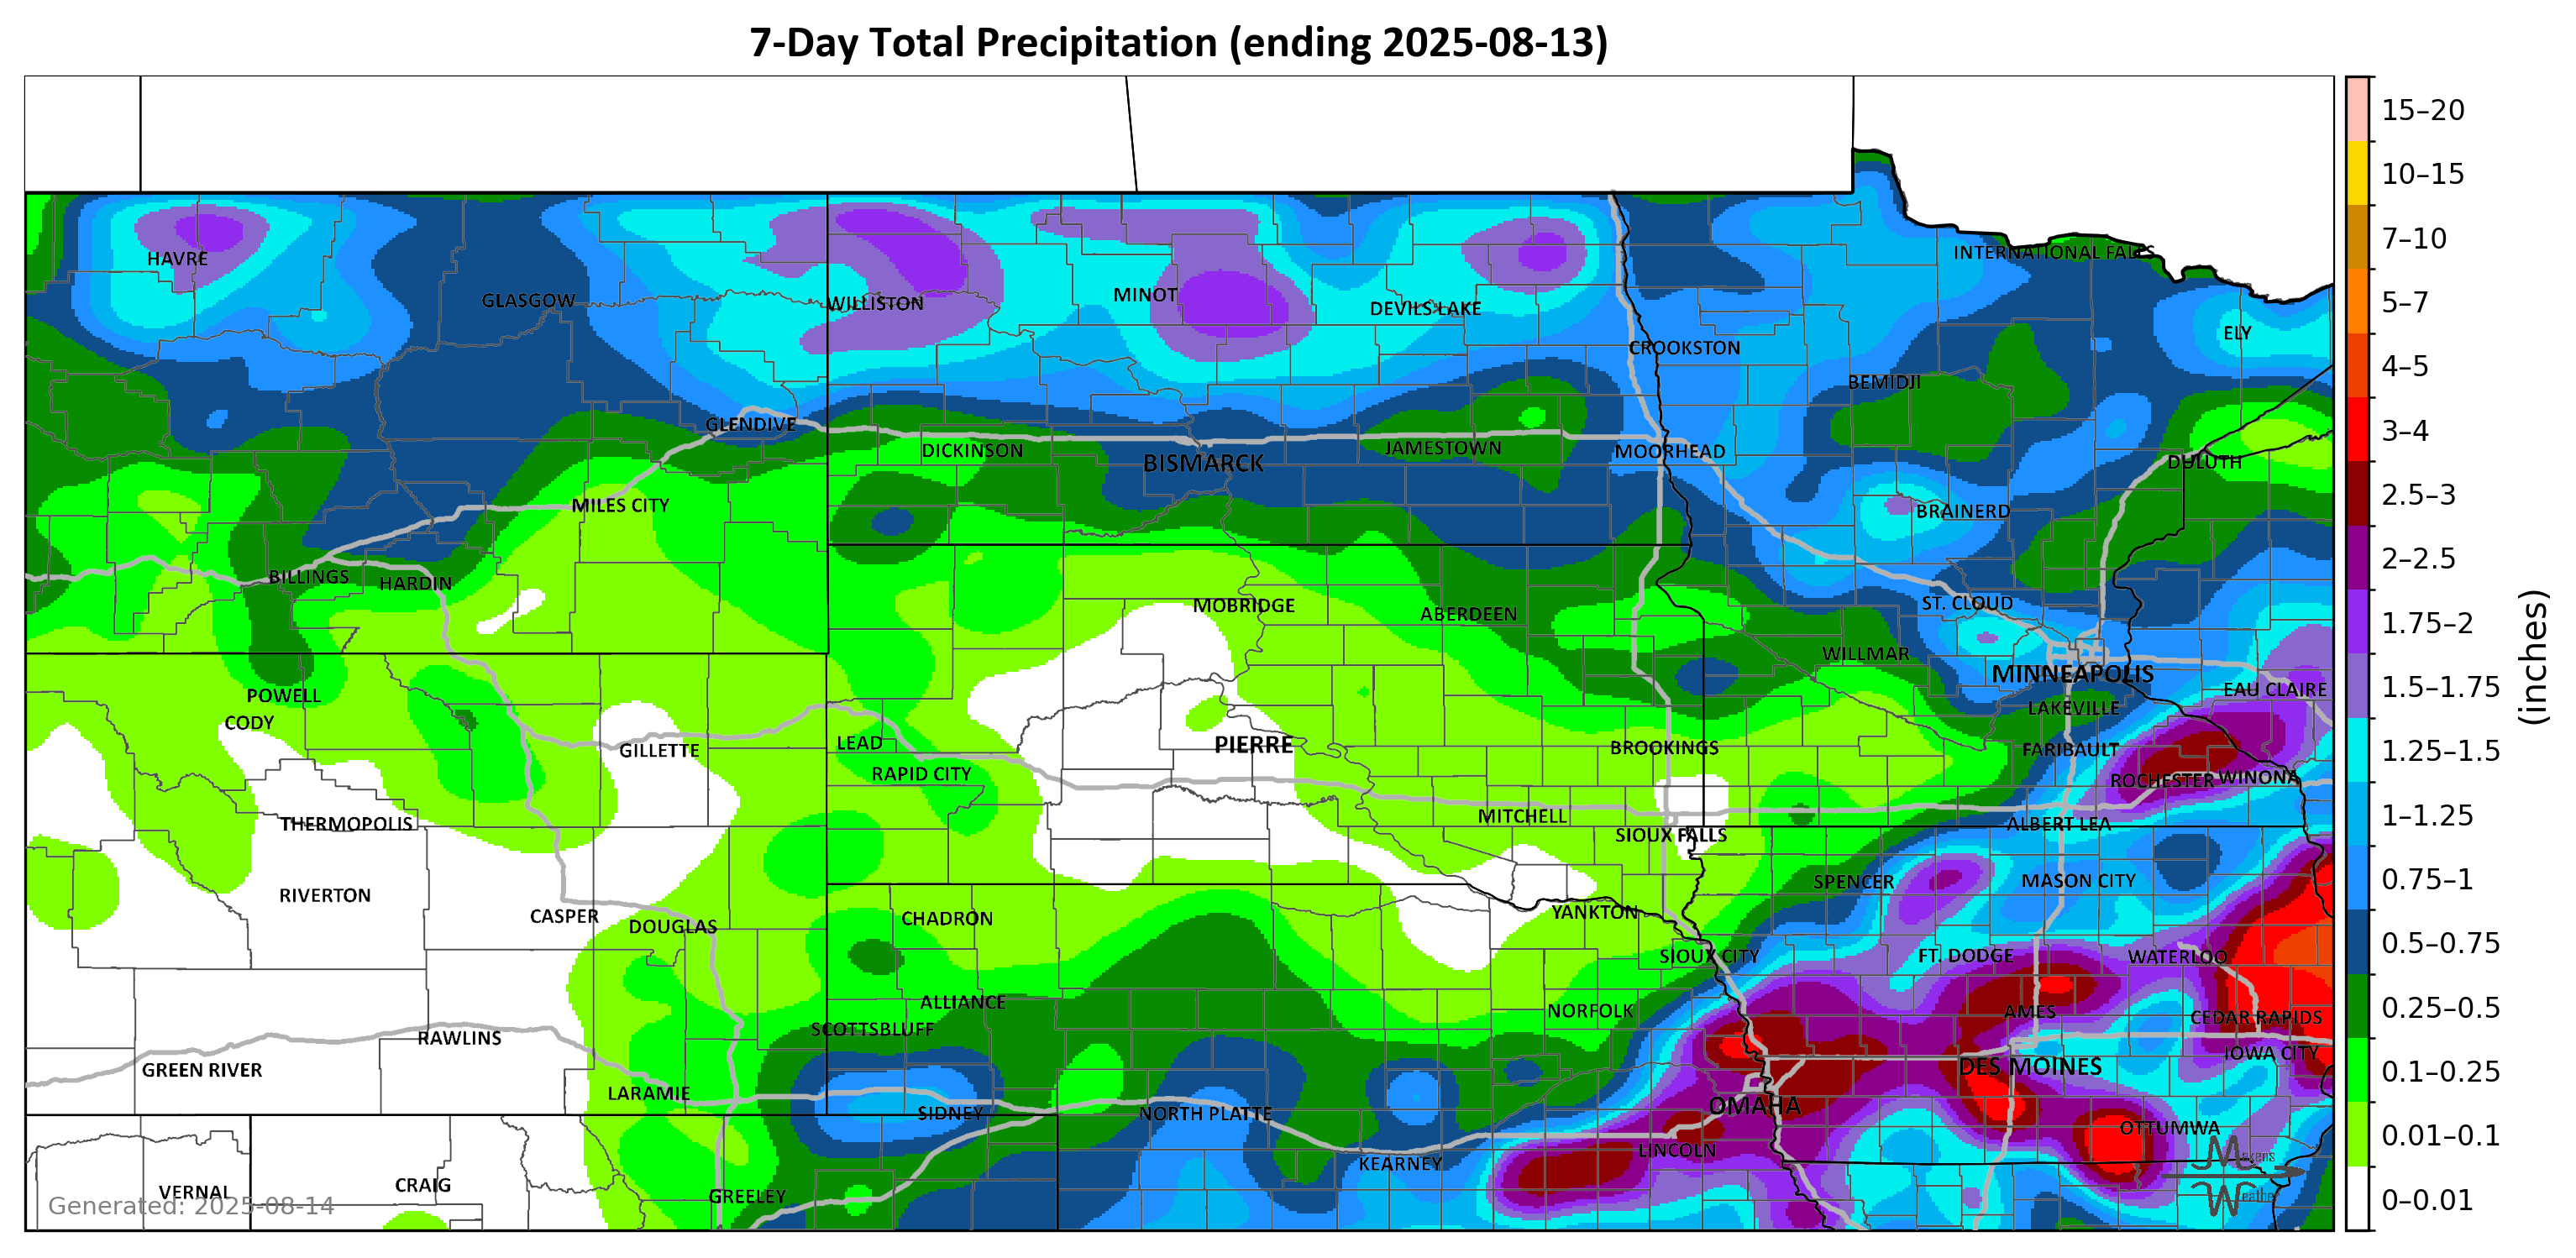 7-Day Total Precipitation (ending 2025-08-13)
15–20
10–15
7–10
5–7
4–5
3–4
2.5–3
2–2.5
1.75–2
1.5–1.75
1.25–1.5
1–1.25
0.75–1
0.5–0.75
0.25–0.5
0.1–0.25
0.01–0.1
0–0.01
(inches)
INTERNATIONAL FALLS
HAVRE
GLASGOW
WILLISTON
MINOT
DEVILS LAKE
ELY
CROOKSTON
BEMIDJI
GLENDIVE
DICKINSON
BISMARCK
JAMESTOWN
MOORHEAD
DULUTH
MILES CITY
BRAINERD
BILLINGS
HARDIN
MOBRIDGE
ABERDEEN
ST. CLOUD
WILLMAR
MINNEAPOLIS
EAU CLAIRE
POWELL
CODY
LAKEVILLE
GILLETTE
LEAD
PIERRE
BROOKINGS
FARIBAULT
RAPID CITY
ROCHESTER
WINONA
THERMOPOLIS
MITCHELL
SIOUX FALLS
ALBERT LEA
RIVERTON
SPENCER
MASON CITY
CASPER
DOUGLAS
CHADRON
YANKTON
SIOUX CITY
FT. DODGE
WATERLOO
ALLIANCE
NORFOLK
AMES
CEDAR RAPIDS
SCOTTSBLUFF
RAWLINS
IOWA CITY
GREEN RIVER
DES MOINES
LARAMIE
SIDNEY
NORTH PLATTE
OMAHA
OTTUMWA
KEARNEY
LINCOLN
Makens
Weather
VERNAL
CRAIG
GREELEY
Generated: 2025-08-14